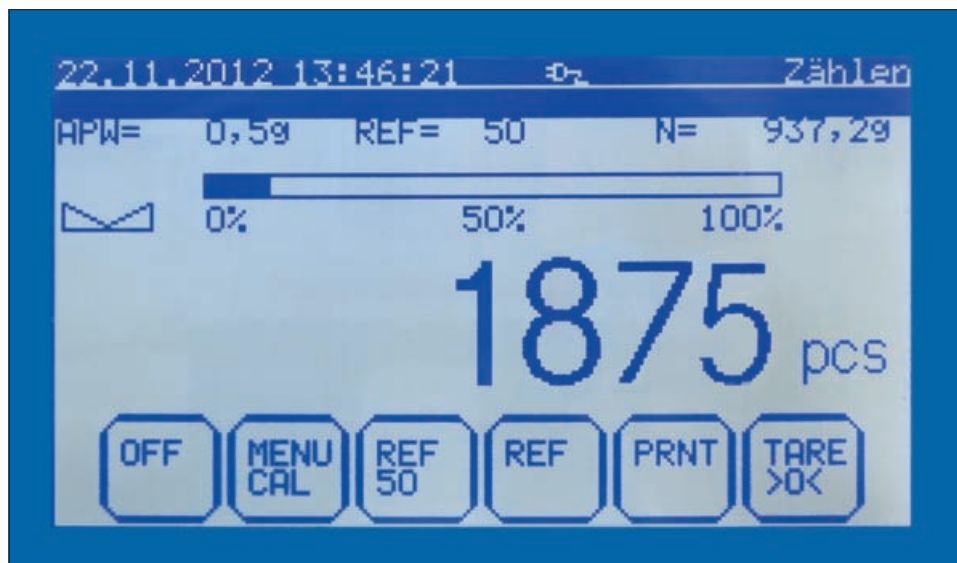 22.11.2012 13:46:21 Zählen
APW= 0,5g REF= 50 N= 937,2g
0% 50% 100%
1875 pcs
OFF MENU CAL REF 50 REF PRNT TARE >0<